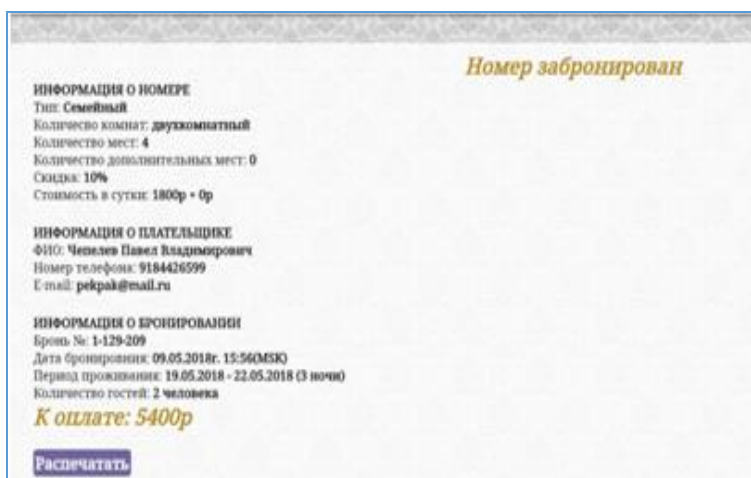 Номер забронирован
ИНФОРМАЦИЯ О НОМЕРЕ
Тип: Семейный
Количесво комнат: двухкомнатный
Количество мест: 4
Количество дополнительных мест: 0
Скидка: 10%
Стоимость в сутки: 1800р + 0р
ИНФОРМАЦИЯ О ПЛАТЕЛЬЩИКЕ
ФИО: Чепелев Павел Владимирович
Номер телефона: 9184426599
E-mail: pekpak@mail.ru
ИНФОРМАЦИЯ О БРОНИРОВАНИИ
Бронь №: 1-129-209
Дата бронировния: 09.05.2018г. 15:56(MSK)
Период проживания: 19.05.2018 - 22.05.2018 (3 ночи)
Количество гостей: 2 человека
К оплате: 5400р
Распечатать